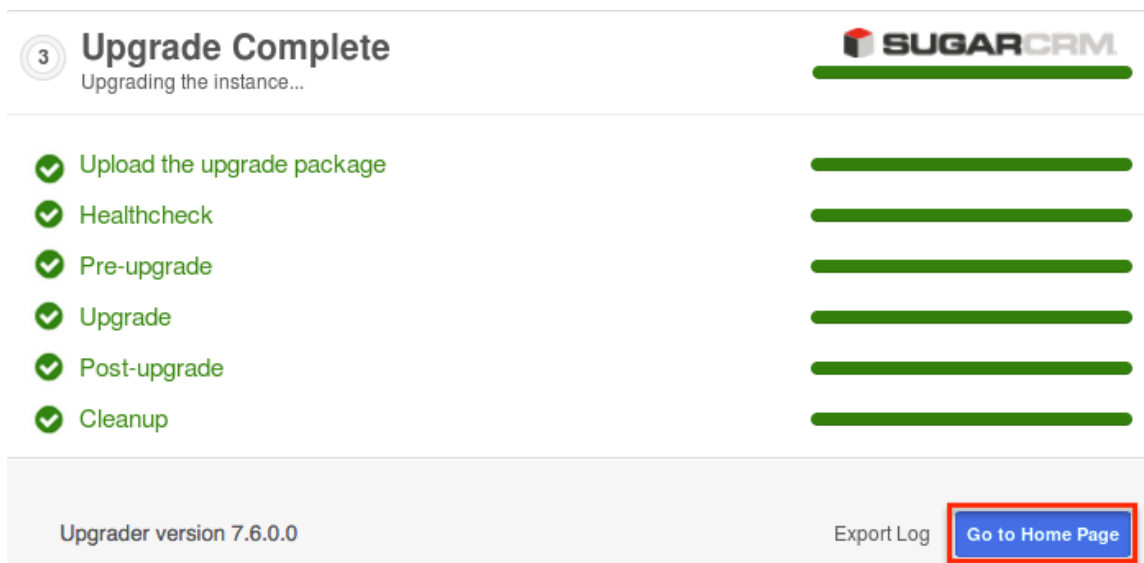 3
Upgrade Complete
SUGARCRM
Upgrading the instance...
Upload the upgrade package
Healthcheck
Pre-upgrade
Upgrade
Post-upgrade
Cleanup
Upgrader version 7.6.0.0
Export Log
Go to Home Page